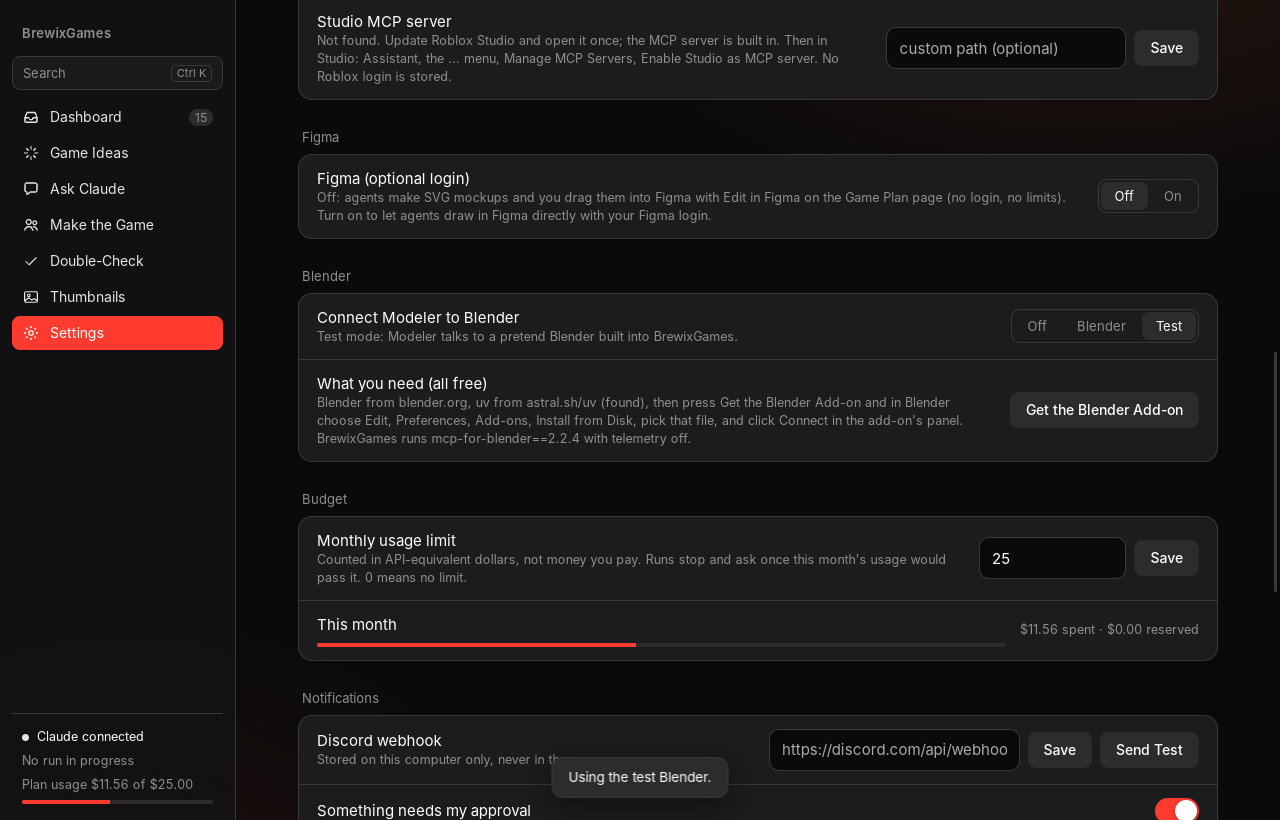 BrewixGames
Search
Ctrl K
Dashboard
15
Game Ideas
Ask Claude
Make the Game
Double-Check
Thumbnails
Settings
Claude connected
No run in progress
Plan usage $11.56 of $25.00
Studio MCP server
Not found. Update Roblox Studio and open it once; the MCP server is built in. Then in
Studio: Assistant, the ... menu, Manage MCP Servers, Enable Studio as MCP server. No
Roblox login is stored.
custom path (optional)
Save
Figma
Figma (optional login)
Off: agents make SVG mockups and you drag them into Figma with Edit in Figma on the Game Plan page (no login, no limits).
Turn on to let agents draw in Figma directly with your Figma login.
Off
On
Blender
Connect Modeler to Blender
Test mode: Modeler talks to a pretend Blender built into BrewixGames.
Off
Blender
Test
What you need (all free)
Blender from blender.org, uv from astral.sh/uv (found), then press Get the Blender Add-on and in Blender
choose Edit, Preferences, Add-ons, Install from Disk, pick that file, and click Connect in the add-on's panel.
BrewixGames runs mcp-for-blender==2.2.4 with telemetry off.
Get the Blender Add-on
Budget
Monthly usage limit
Counted in API-equivalent dollars, not money you pay. Runs stop and ask once this month's usage would
pass it. 0 means no limit.
25
Save
This month
$11.56 spent · $0.00 reserved
Notifications
Discord webhook
Stored on this computer only, never in
https://discord.com/api/webhoo
Save
Send Test
Using the test Blender.
Something needs my approval